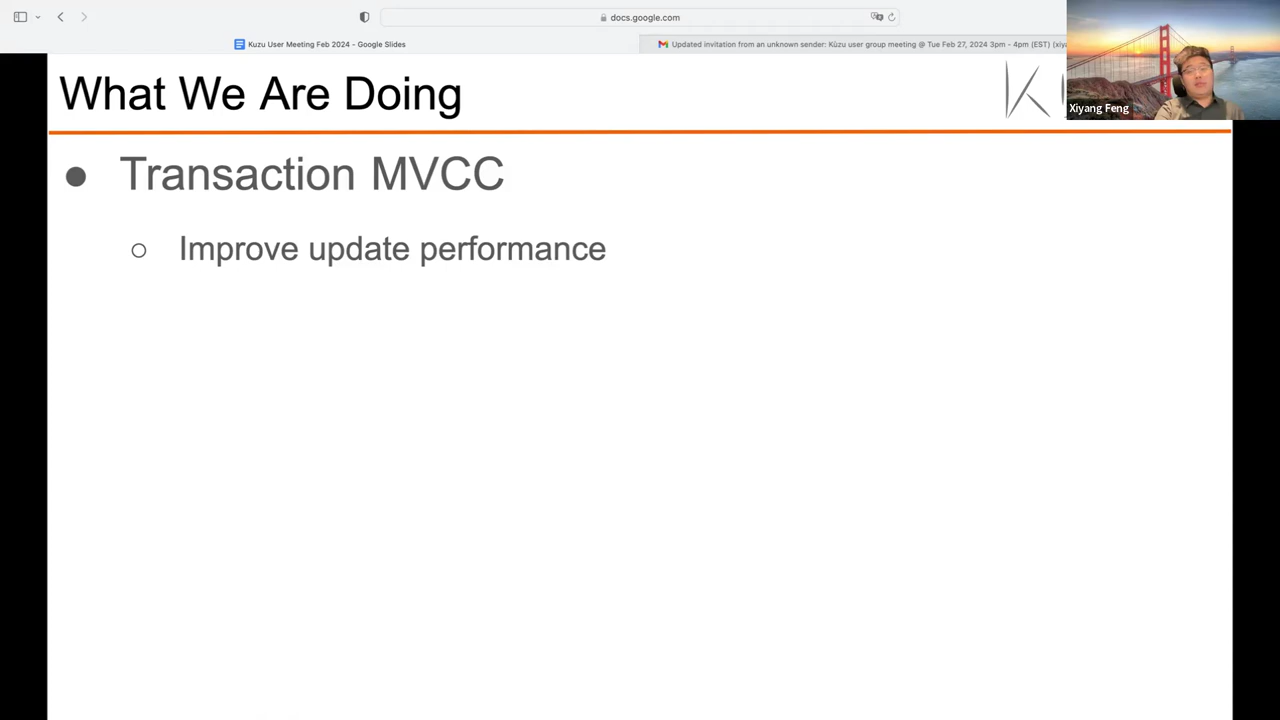 docs.google.com
Kuzu User Meeting Feb 2024 - Google Slides
Updated invitation from an unknown sender: Kùzu user group meeting @ Tue Feb 27, 2024 3pm - 4pm (EST) (xiy
What We Are Doing
K
Xiyang Feng
● Transaction MVCC
○ Improve update performance